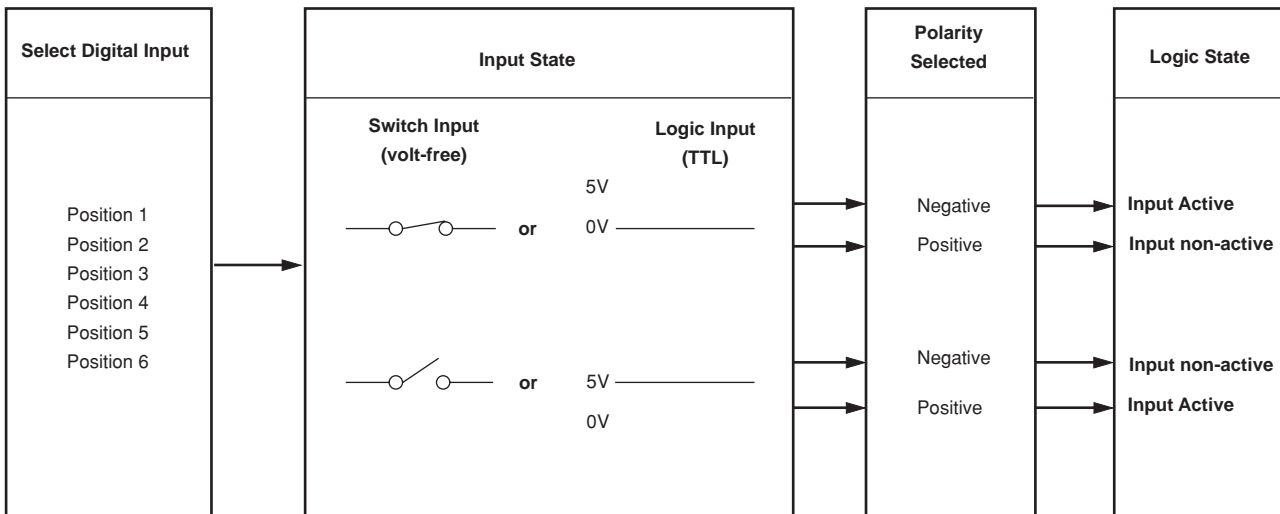 Select Digital Input
Input State
Polarity
Selected
Logic State
Position 1
Position 2
Position 3
Position 4
Position 5
Position 6
Switch Input
(volt-free)
Logic Input
(TTL)
5V
or
0V
or
5V
0V
Negative
Positive
Negative
Positive
Input Active
Input non-active
Input non-active
Input Active